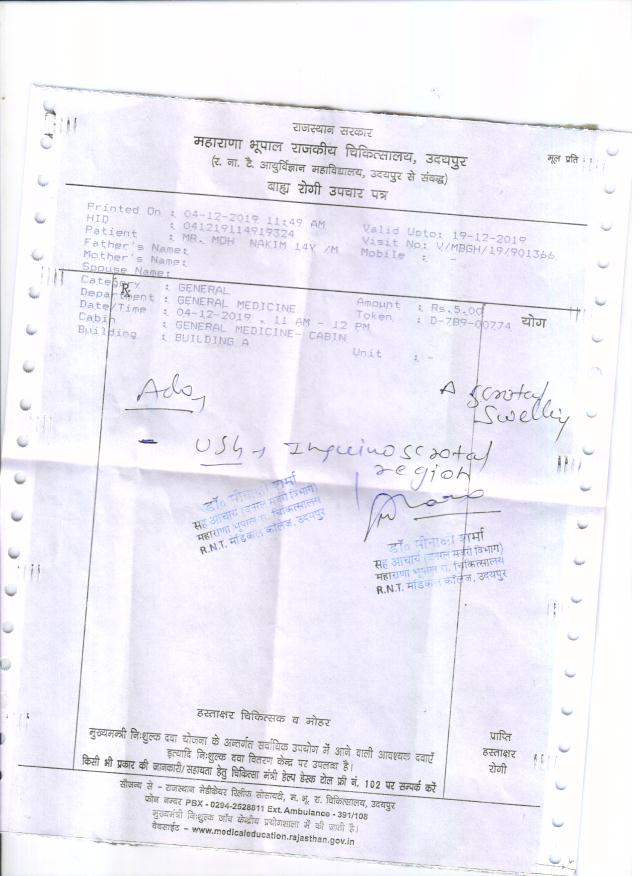 राजस्थान सरकार
महाराणा भूपाल राजकीय चिकित्सालय, उदयपुर
मूल प्रति
(र. ना. टै. आयुर्विज्ञान महाविद्यालय, उदयपुर से संबद्ध)
बाह्य रोगी उपचार पत्र
Printed On : 04-12-2019 11:49 AM Valid Upto: 19-12-2019
HID : 041219114919324 Visit No: V/MBGH/19/901366
Patient : MR. MDH NAKIM 14Y /M Mobile : -
Father's Name:
Mother's Name:
Spouse Name:
Category : GENERAL Amount : Rs.5.00
Department : GENERAL MEDICINE Token : D-ZB9-00774
Date/Time : 04-12-2019 , 11 AM - 12 PM
Cabin : GENERAL MEDICINE- CABIN
Building : BUILDING A Unit : -
Rx
योग
Adv,
Scrotal
Swelling
- USG, Inguinoscrotal
region
डॉ० शर्मा
सह आचार्य
महाराणा भूपाल रा. चिकित्सालय
R.N.T. मेडिकल कॉलेज, उदयपुर
डॉ० शर्मा
सह आचार्य
महाराणा भूपाल रा. चिकित्सालय
R.N.T. मेडिकल कॉलेज, उदयपुर
हस्ताक्षर चिकित्सक व मोहर
मुख्यमन्त्री निःशुल्क दवा योजना के अन्तर्गत सर्वाधिक उपयोग में आने वाली आवश्यक दवाएँ
इत्यादि निःशुल्क दवा वितरण केन्द्र पर उपलब्ध है।
किसी भी प्रकार की जानकारी/सहायता हेतु चिकित्सा मंत्री हेल्प डेस्क टोल फ्री नं. 102 पर सम्पर्क करें
प्राप्ति
हस्ताक्षर
रोगी
सौजन्य से - राजस्थान मेडीकेयर रिलीफ सोसायटी, म. भू. रा. चिकित्सालय, उदयपुर
फोन नम्बर PBX - 0294-2528811 Ext. Ambulance - 391/108
मुख्यमन्त्री निःशुल्क जाँच केन्द्रीय प्रयोगशाला में की जाती है।
वेबसाईट - www.medicaleducation.rajasthan.gov.in